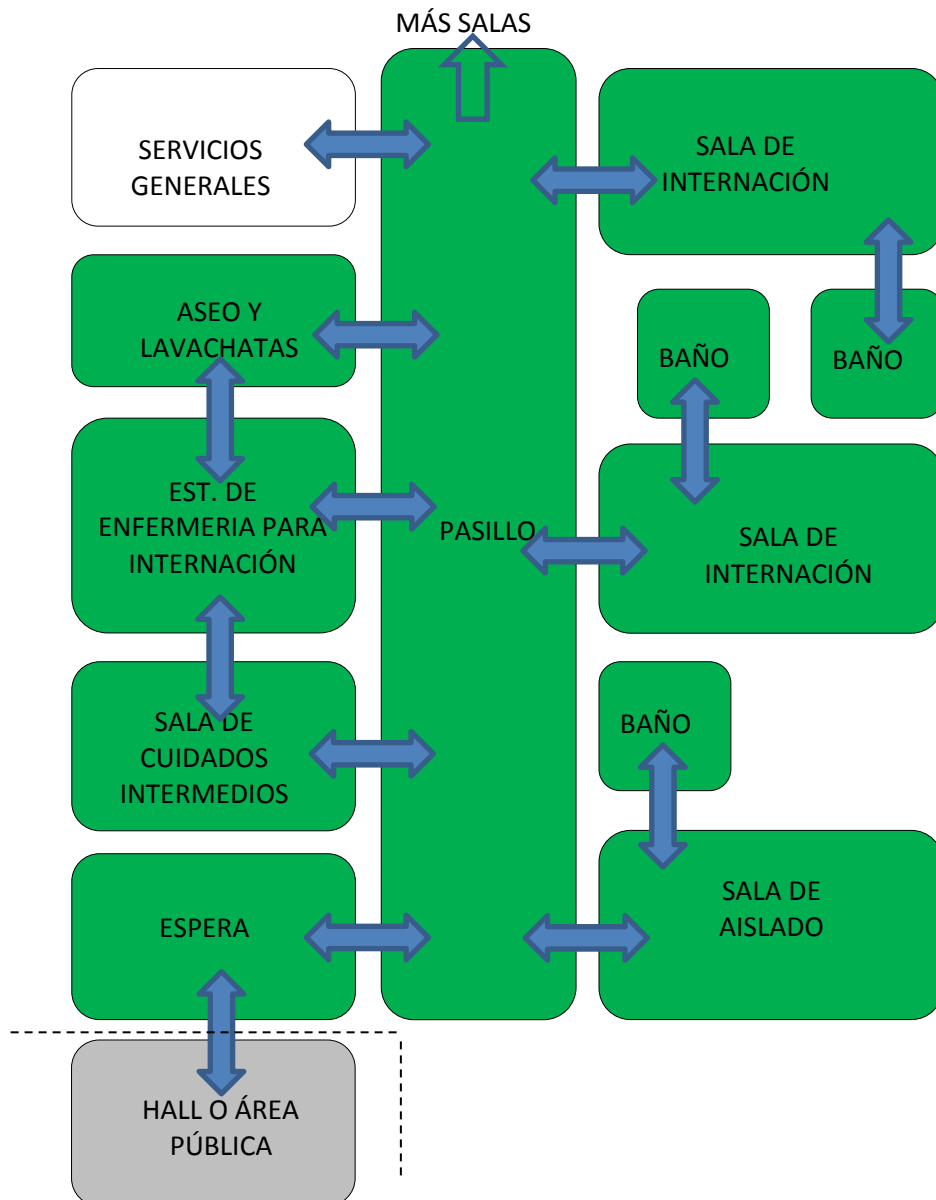 MÁS SALAS
SERVICIOS
GENERALES
SALA DE
INTERNACIÓN
ASEO Y
LAVACHATAS
BAÑO
BAÑO
EST. DE
ENFERMERIA PARA
INTERNACIÓN
PASILLO
SALA DE
INTERNACIÓN
SALA DE
CUIDADOS
INTERMEDIOS
BAÑO
ESPERA
SALA DE
AISLADO
HALL O ÁREA
PÚBLICA